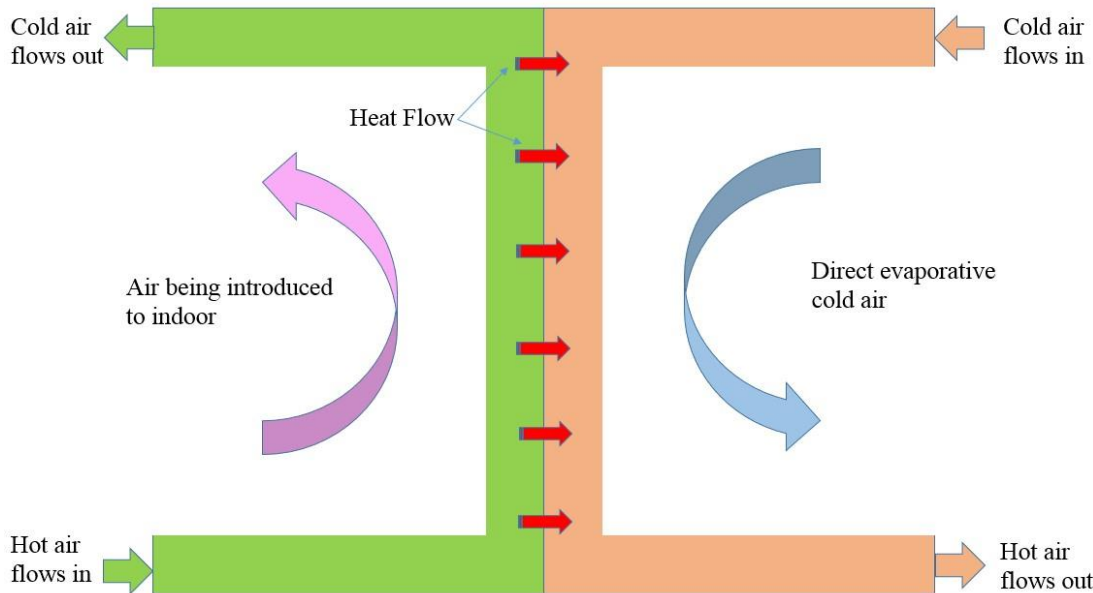 Cold air
flows out
Cold air
flows in
Heat Flow
Air being introduced
to indoor
Direct evaporative
cold air
Hot air
flows in
Hot air
flows out